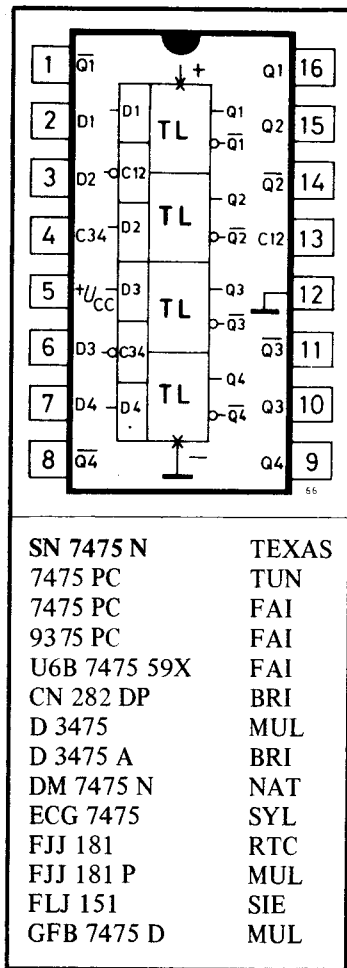 1 Q̅1̅ + Q1 16
2 D1 D1 TL Q1 Q2 15
Q̅1̅
3 D2 C12 Q̅2̅ 14
Q2
4 C34 D2 TL Q̅2̅ C12 13
5 +UCC D3 Q3 12
TL
6 D3 C34 Q̅3̅ Q̅3̅ 11
7 D4 D4 TL Q4 Q3 10
Q̅4̅
8 Q̅4̅ − Q4 9
66
SN 7475 N TEXAS
7475 PC TUN
7475 PC FAI
9375 PC FAI
U6B 7475 59X FAI
CN 282 DP BRI
D 3475 MUL
D 3475 A BRI
DM 7475 N NAT
ECG 7475 SYL
FJJ 181 RTC
FJJ 181 P MUL
FLJ 151 SIE
GFB 7475 D MUL